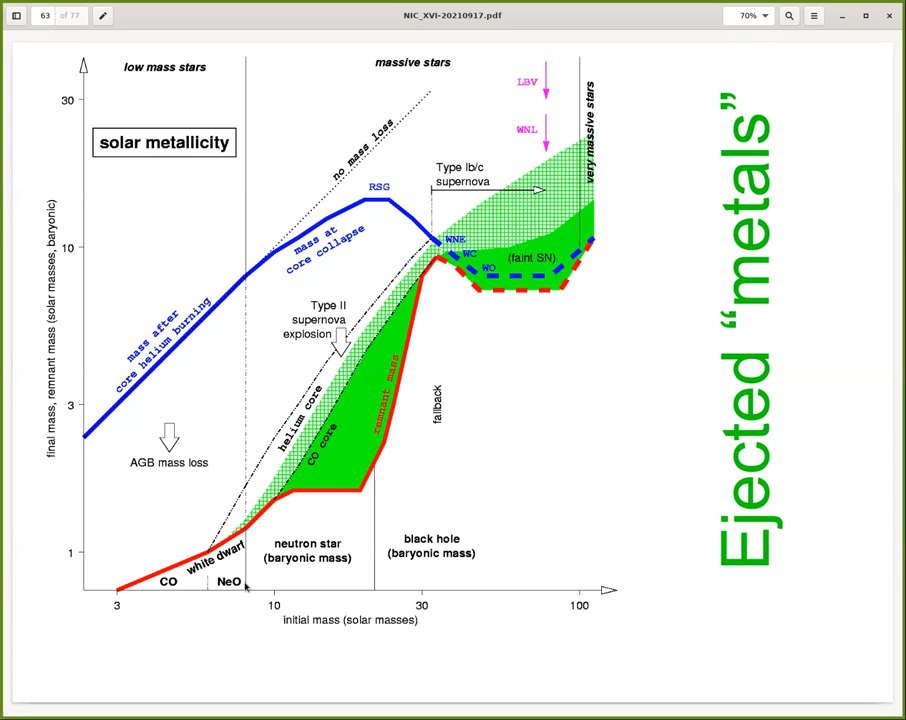 63 of 77
NIC_XVI-20210917.pdf
70%
low mass stars
massive stars
very massive stars
solar metallicity
no mass loss
LBV
WNL
Type Ib/c
supernova
RSG
mass at
core collapse
WNE
WC
WO
(faint SN)
mass after
core helium burning
Type II
supernova
explosion
helium core
CO core
remnant mass
fallback
AGB mass loss
white dwarf
CO
NeO
neutron star
(baryonic mass)
black hole
(baryonic mass)
final mass, remnant mass (solar masses, baryonic)
30
10
3
1
3
10
30
100
initial mass (solar masses)
Ejected “metals”